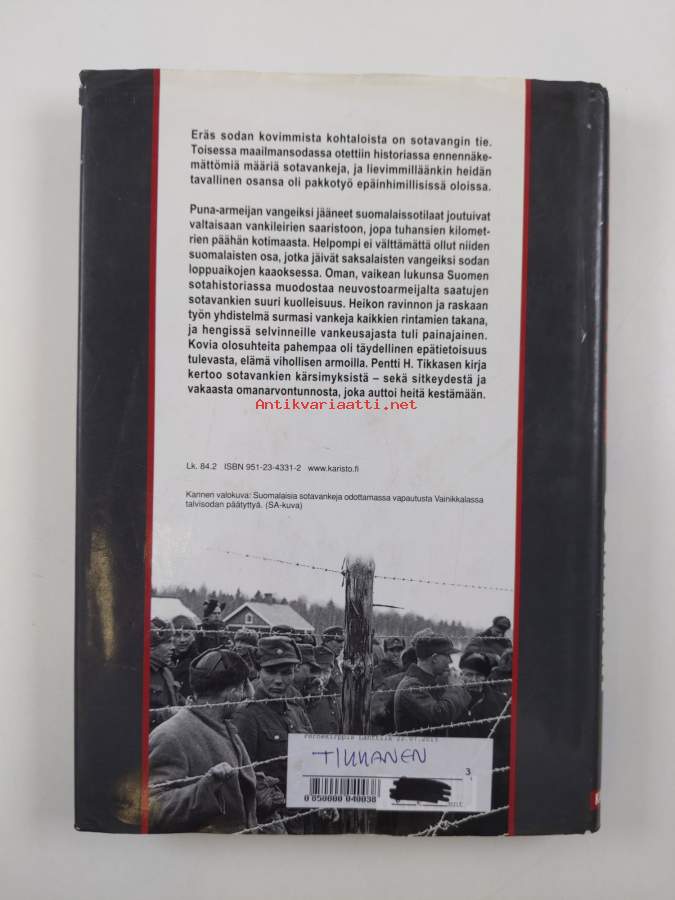 Eräs sodan kovimmista kohtaloista on sotavangin tie.
Toisessa maailmansodassa otettiin historiassa ennennäke-
mättömiä määriä sotavankeja, ja lievimmilläänkin heidän
tavallinen osansa oli pakkotyö epäinhimillisissä oloissa.
Puna-armeijan vangeiksi jääneet suomalaissotilaat joutuivat
valtaisaan vankileirien saaristoon, jopa tuhansien kilomet-
rien päähän kotimaasta. Helpompi ei välttämättä ollut niiden
suomalaisten osa, jotka jäivät saksalaisten vangeiksi sodan
loppuaikojen kaaoksessa. Oman, vaikean lukunsa Suomen
sotahistoriassa muodostaa neuvostoarmeijalta saatujen
sotavankien suuri kuolleisuus. Heikon ravinnon ja raskaan
työn yhdistelmä surmasi vankeja kaikkien rintamien takana,
ja hengissä selvinneille vankeusajasta tuli painajainen.
Kovia olosuhteita pahempaa oli täydellinen epätietoisuus
tulevasta, elämä vihollisen armoilla. Pentti H. Tikkasen kirja
kertoo sotavankien kärsimyksistä – sekä sitkeydestä ja
vakaasta omanarvontunnosta, joka auttoi heitä kestämään.
Antikvariaatti.net
Lk. 84.2 ISBN 951-23-4331-2 www.karisto.fi
Kannen valokuva: Suomalaisia sotavankeja odottamassa vapautusta Vainikkalassa
talvisodan päätyttyä. (SA-kuva)
TIKKANEN
3
0 850000 040038